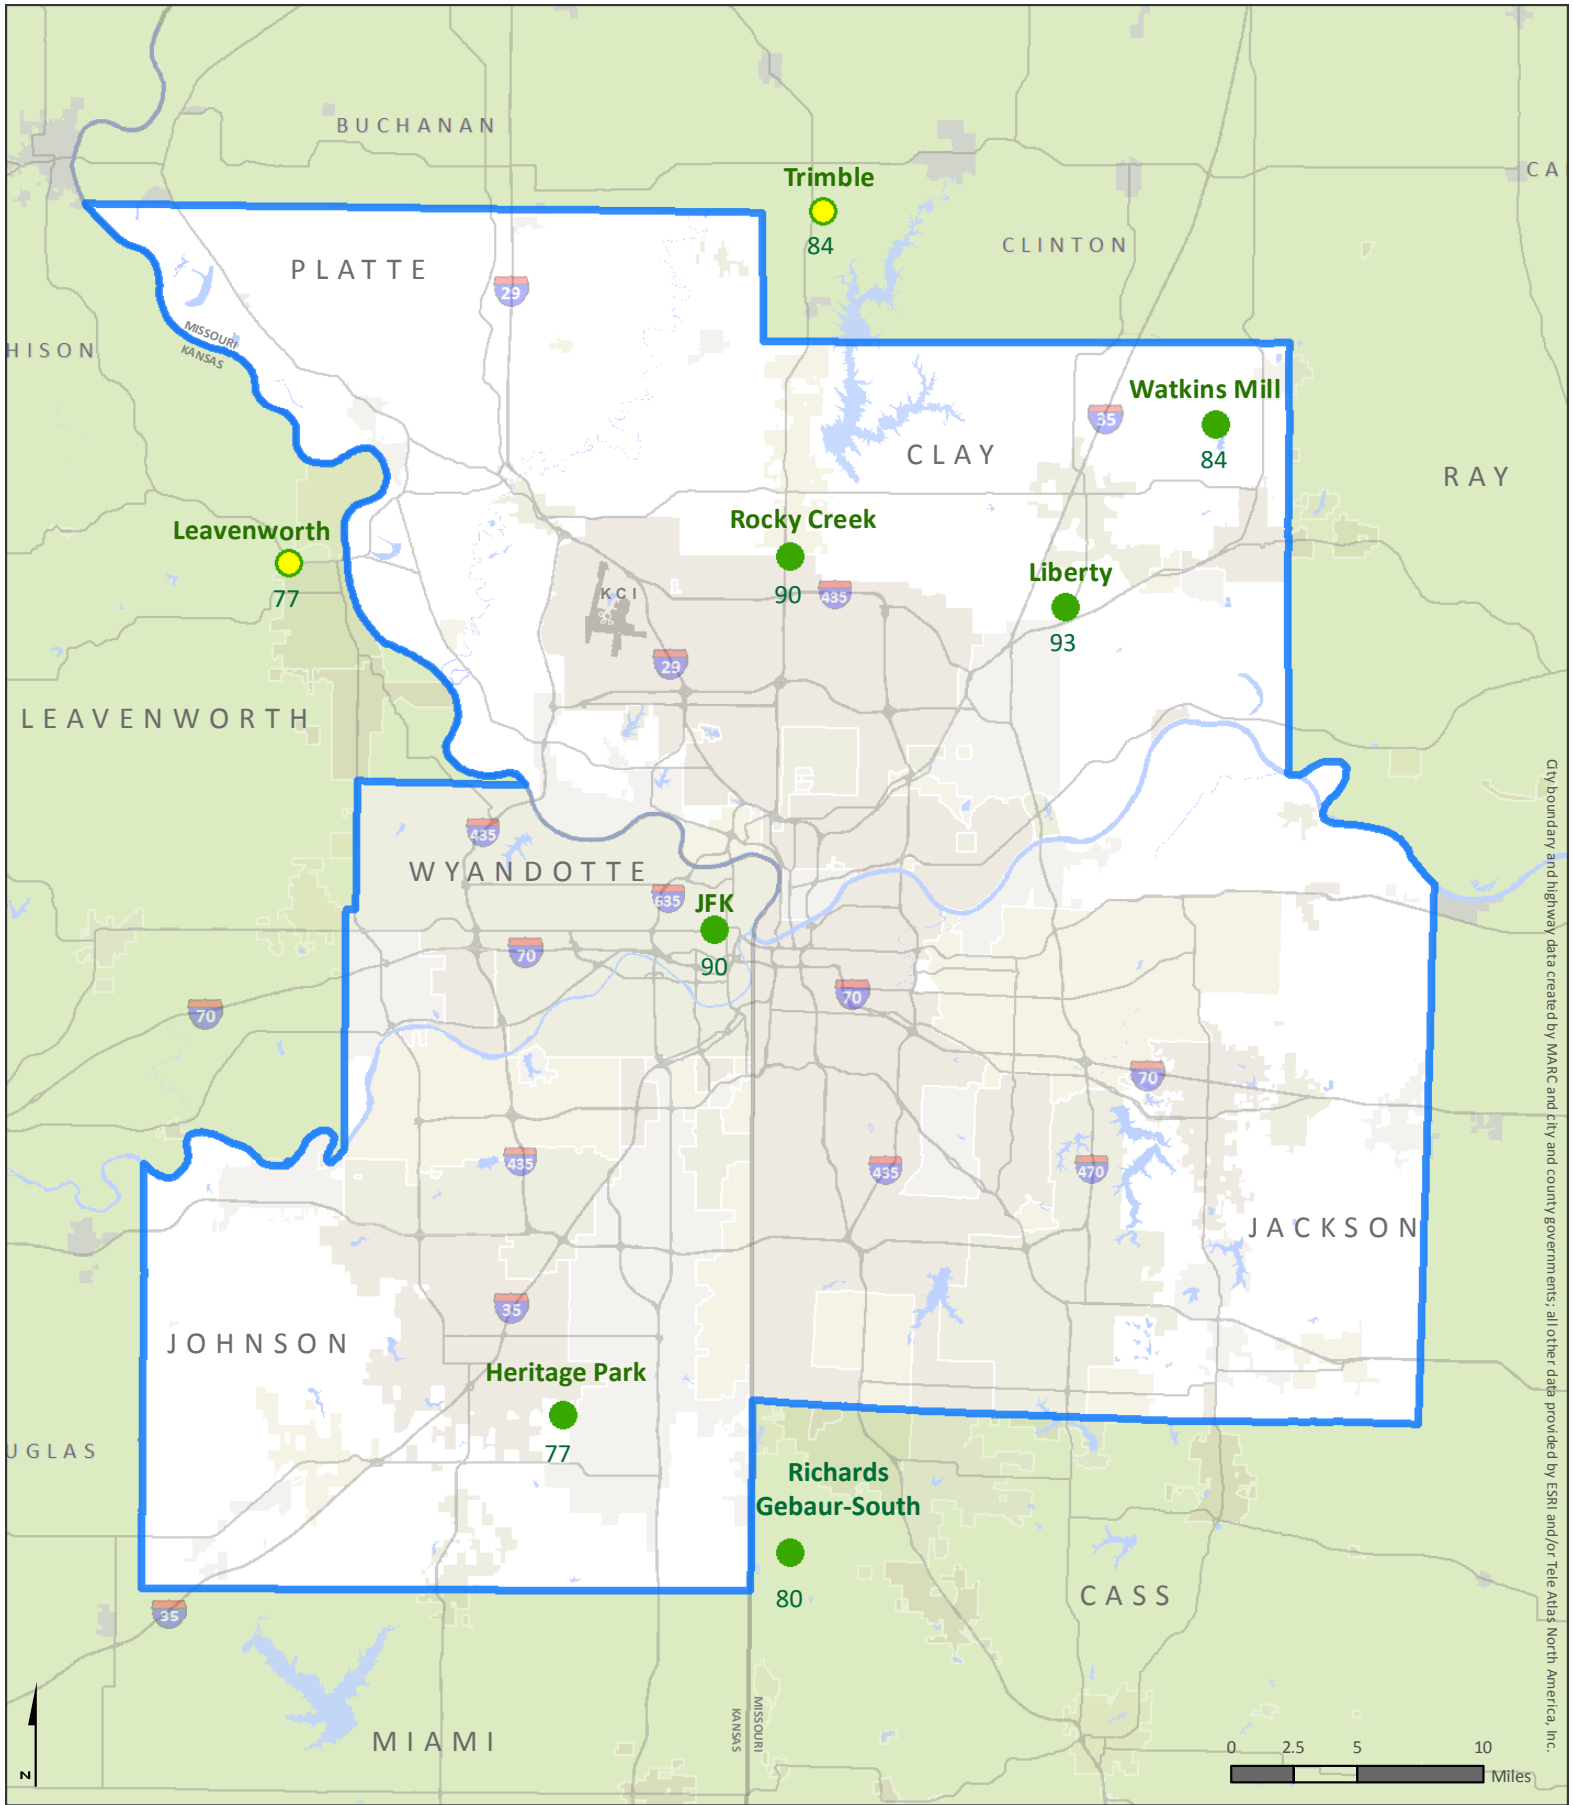 BUCHANAN
CA
Trimble
84
CLINTON
PLATTE
29
MISSOURI
KANSAS
HISON
Watkins Mill
35
84
CLAY
RAY
Rocky Creek
90
435
Leavenworth
77
Liberty
93
KCI
29
LEAVENWORTH
435
WYANDOTTE
635
JFK
90
70
70
70
70
435
435
470
JACKSON
35
JOHNSON
Heritage Park
77
UGLAS
Richards
Gebaur-South
80
CASS
35
MIAMI
KANSAS
MISSOURI
N
0 2.5 5 10
Miles
City boundary and highway data created by MARC and city and county governments; all other data provided by ESRI and/or Tele Atlas North America, Inc.